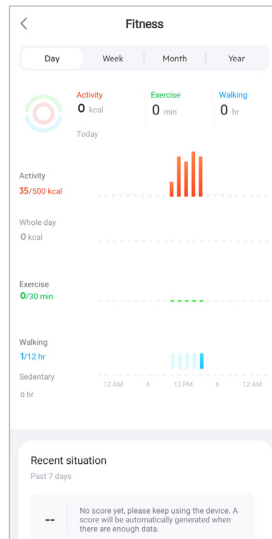 Fitness
Day Week Month Year
Activity Exercise Walking
0 kcal 0 min 0 hr
Today
Activity
35/500 kcal
Whole day
0 kcal
Exercise
0/30 min
Walking
1/12 hr
Sedentary
12 AM 6 12 PM 6 12 AM
0 hr
Recent situation
Past 7 days
-- No score yet, please keep using the device. A
score will be automatically generated when
there are enough data.